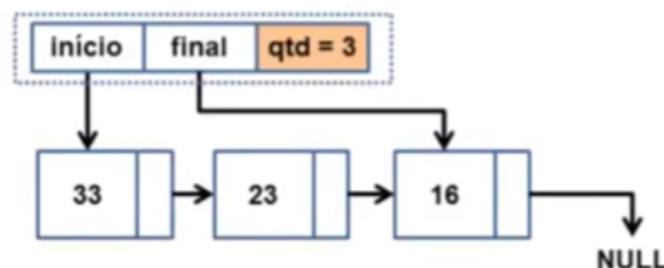 início final qtd = 3
33 23 16
NULL